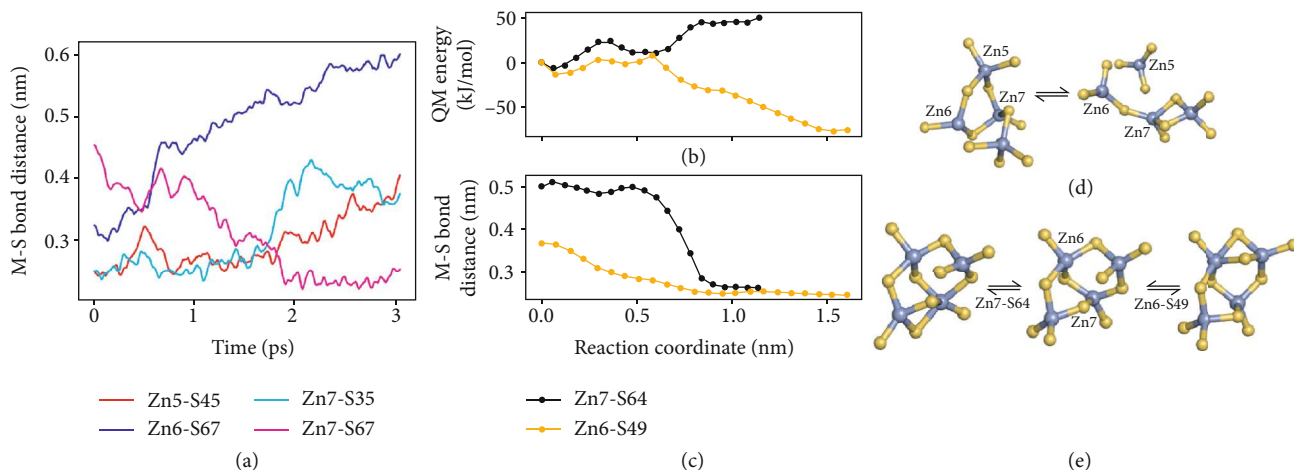 M-S bond distance (nm)
0.6
0.5
0.4
0.3
0
1
2
3
Time (ps)
Zn5-S45
Zn6-S67
Zn7-S35
Zn7-S67
(a)
QM energy
(kJ/mol)
50
0
−50
(b)
M-S bond
distance (nm)
0.5
0.3
0.0
0.5
1.0
1.5
Reaction coordinate (nm)
Zn7-S64
Zn6-S49
(c)
Zn5
Zn6
Zn7
Zn5
Zn6
Zn7
(d)
Zn7-S64
Zn6
Zn7
Zn6-S49
(e)